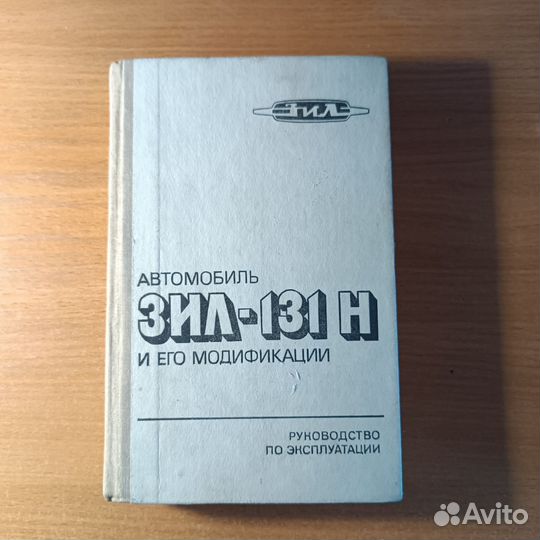 ЗИЛ
АВТОМОБИЛЬ
ЗИЛ-131 Н
И ЕГО МОДИФИКАЦИИ
РУКОВОДСТВО
ПО ЭКСПЛУАТАЦИИ
Avito